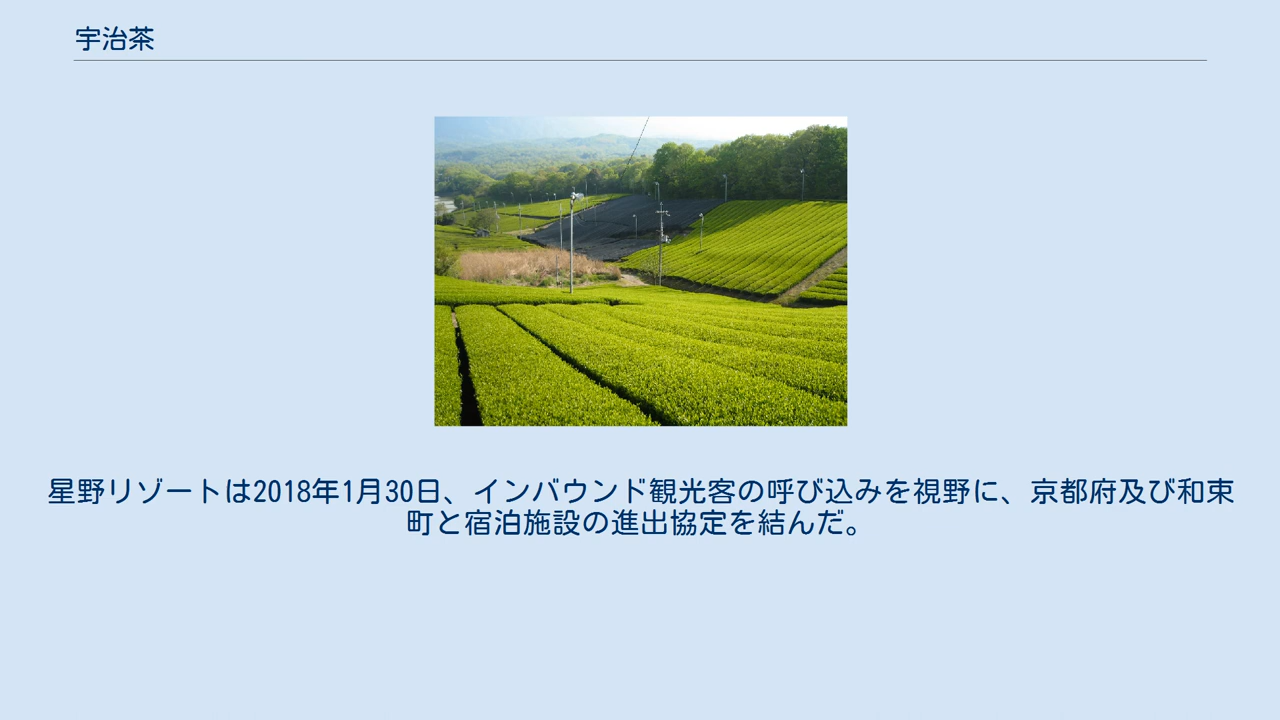 宇治茶
星野リゾートは2018年1月30日、インバウンド観光客の呼び込みを視野に、京都府及び和束
町と宿泊施設の進出協定を結んだ。